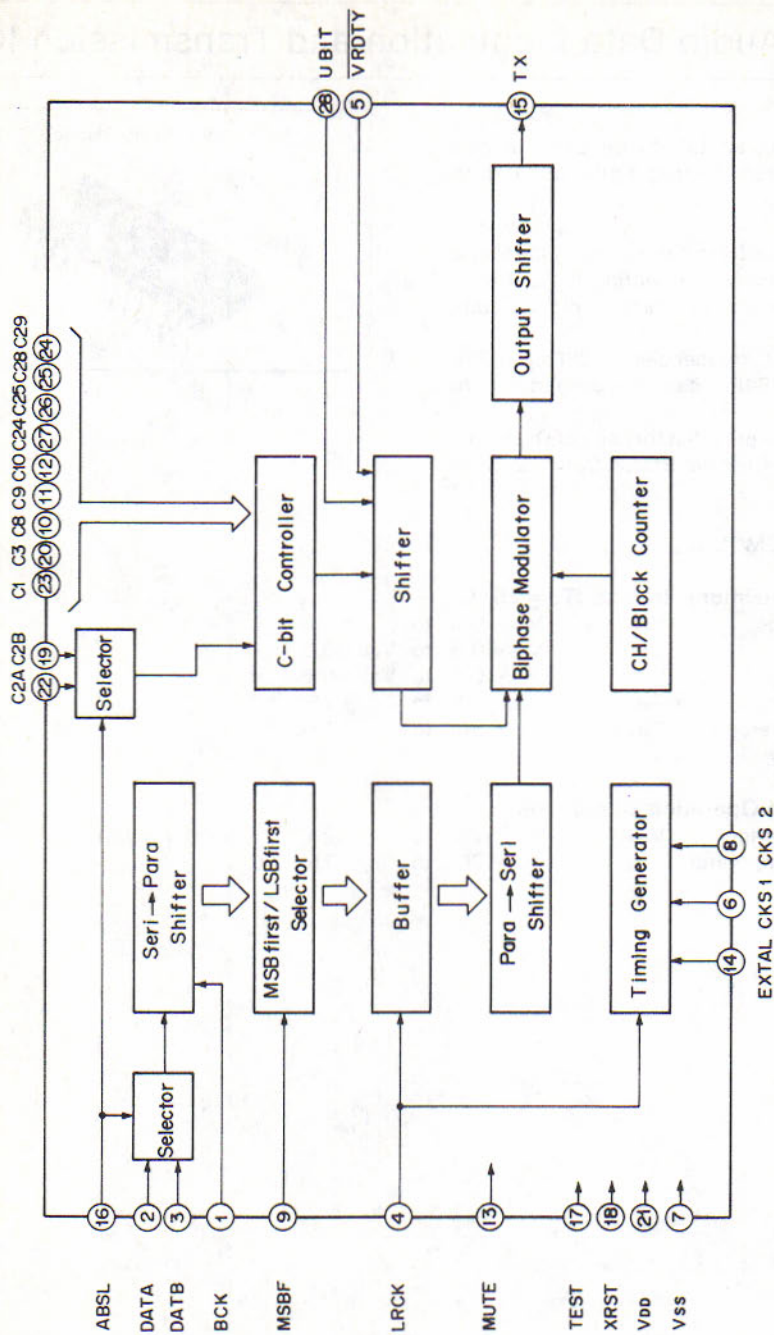 C2A C2B C1 C3 C8 C9 C10 C24 C25 C28 C29
22 19 23 20 10 11 12 27 26 25 24
ABSL 16
Selector
28 UBIT
DATA 2
Selector
Seri → Para
Shifter
C-bit Controller
5 VRDTY
DATB 3
BCK 1
MSBF 9
MSBfirst/LSBfirst
Selector
Shifter
LRCK 4
Buffer
Biphase Modulator
Output Shifter
15 TX
MUTE 13
Para → Seri
Shifter
CH/Block Counter
TEST 17
XRST 18
VDD 21
VSS 7
Timing Generator
14 6 8
EXTAL CKS1 CKS2